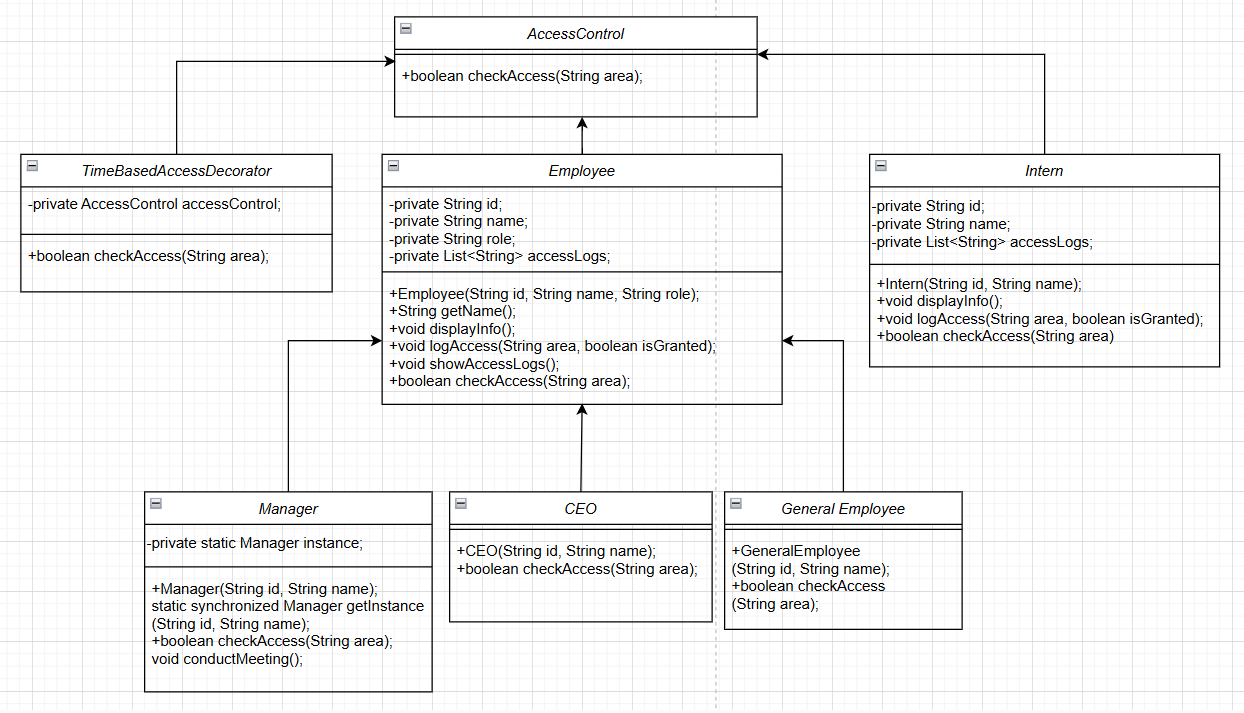 AccessControl
+boolean checkAccess(String area);
TimeBasedAccessDecorator
-private AccessControl accessControl;
+boolean checkAccess(String area);
Employee
-private String id;
-private String name;
-private String role;
-private List<String> accessLogs;
+Employee(String id, String name, String role);
+String getName();
+void displayInfo();
+void logAccess(String area, boolean isGranted);
+void showAccessLogs();
+boolean checkAccess(String area);
Intern
-private String id;
-private String name;
-private List<String> accessLogs;
+Intern(String id, String name);
+void displayInfo();
+void logAccess(String area, boolean isGranted);
+boolean checkAccess(String area)
Manager
-private static Manager instance;
+Manager(String id, String name);
static synchronized Manager getInstance
(String id, String name);
+boolean checkAccess(String area);
void conductMeeting();
CEO
+CEO(String id, String name);
+boolean checkAccess(String area);
General Employee
+GeneralEmployee
(String id, String name);
+boolean checkAccess
(String area);